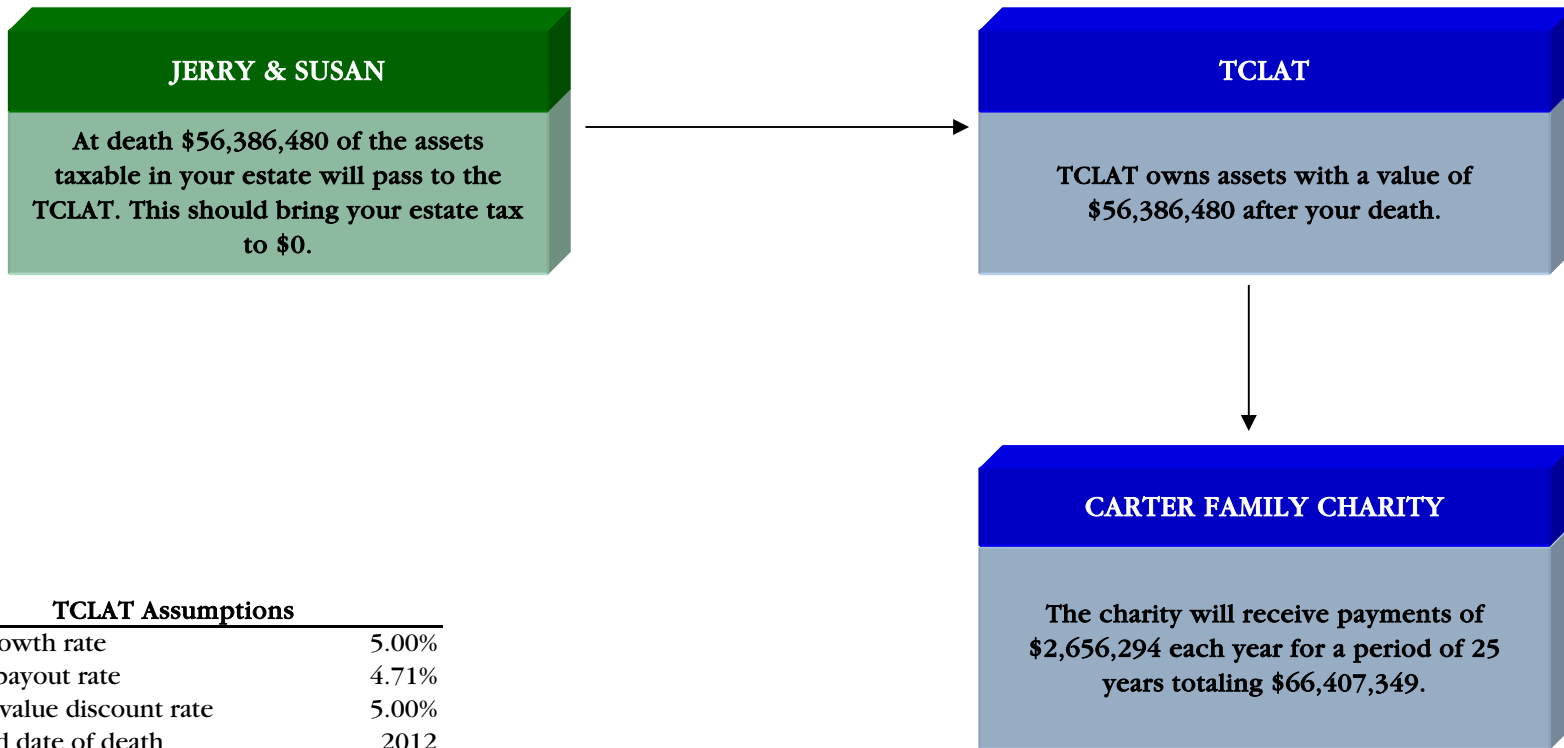 JERRY & SUSAN
At death $56,386,480 of the assets
taxable in your estate will pass to the
TCLAT. This should bring your estate tax
to $0.
TCLAT
TCLAT owns assets with a value of
$56,386,480 after your death.
CARTER FAMILY CHARITY
The charity will receive payments of
$2,656,294 each year for a period of 25
years totaling $66,407,349.
TCLAT Assumptions
owth rate 5.00%
payout rate 4.71%
value discount rate 5.00%
d date of death 2012